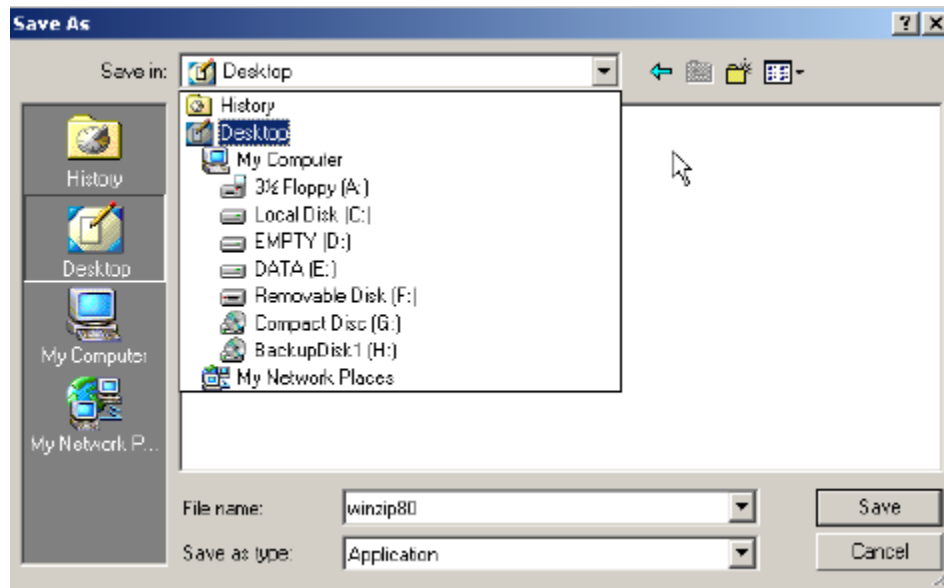 Save As
Save in: Desktop
History
Desktop
My Computer
3½ Floppy (A:)
Local Disk (C:)
EMPTY (D:)
DATA (E:)
Removable Disk (F:)
Compact Disc (G:)
BackupDisk1 (H:)
My Network Places
History
Desktop
My Computer
My Network P...
File name: winzip80 Save
Save as type: Application Cancel